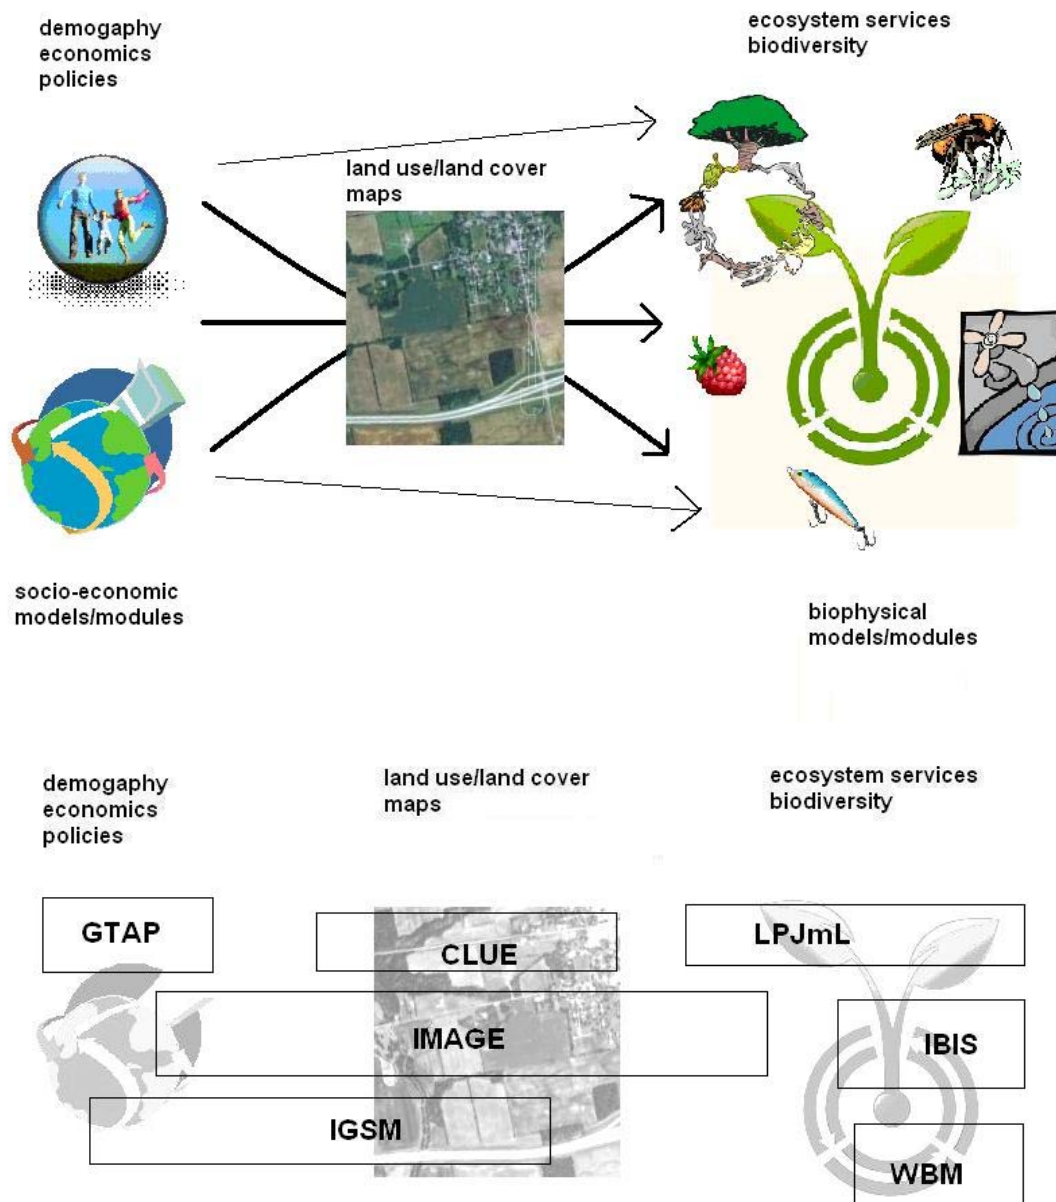 demogaphy
economics
policies
ecosystem services
biodiversity
land use/land cover
maps
socio-economic
models/modules
biophysical
models/modules
demogaphy
economics
policies
land use/land cover
maps
ecosystem services
biodiversity
GTAP
CLUE
LPJmL
IMAGE
IBIS
IGSM
WBM